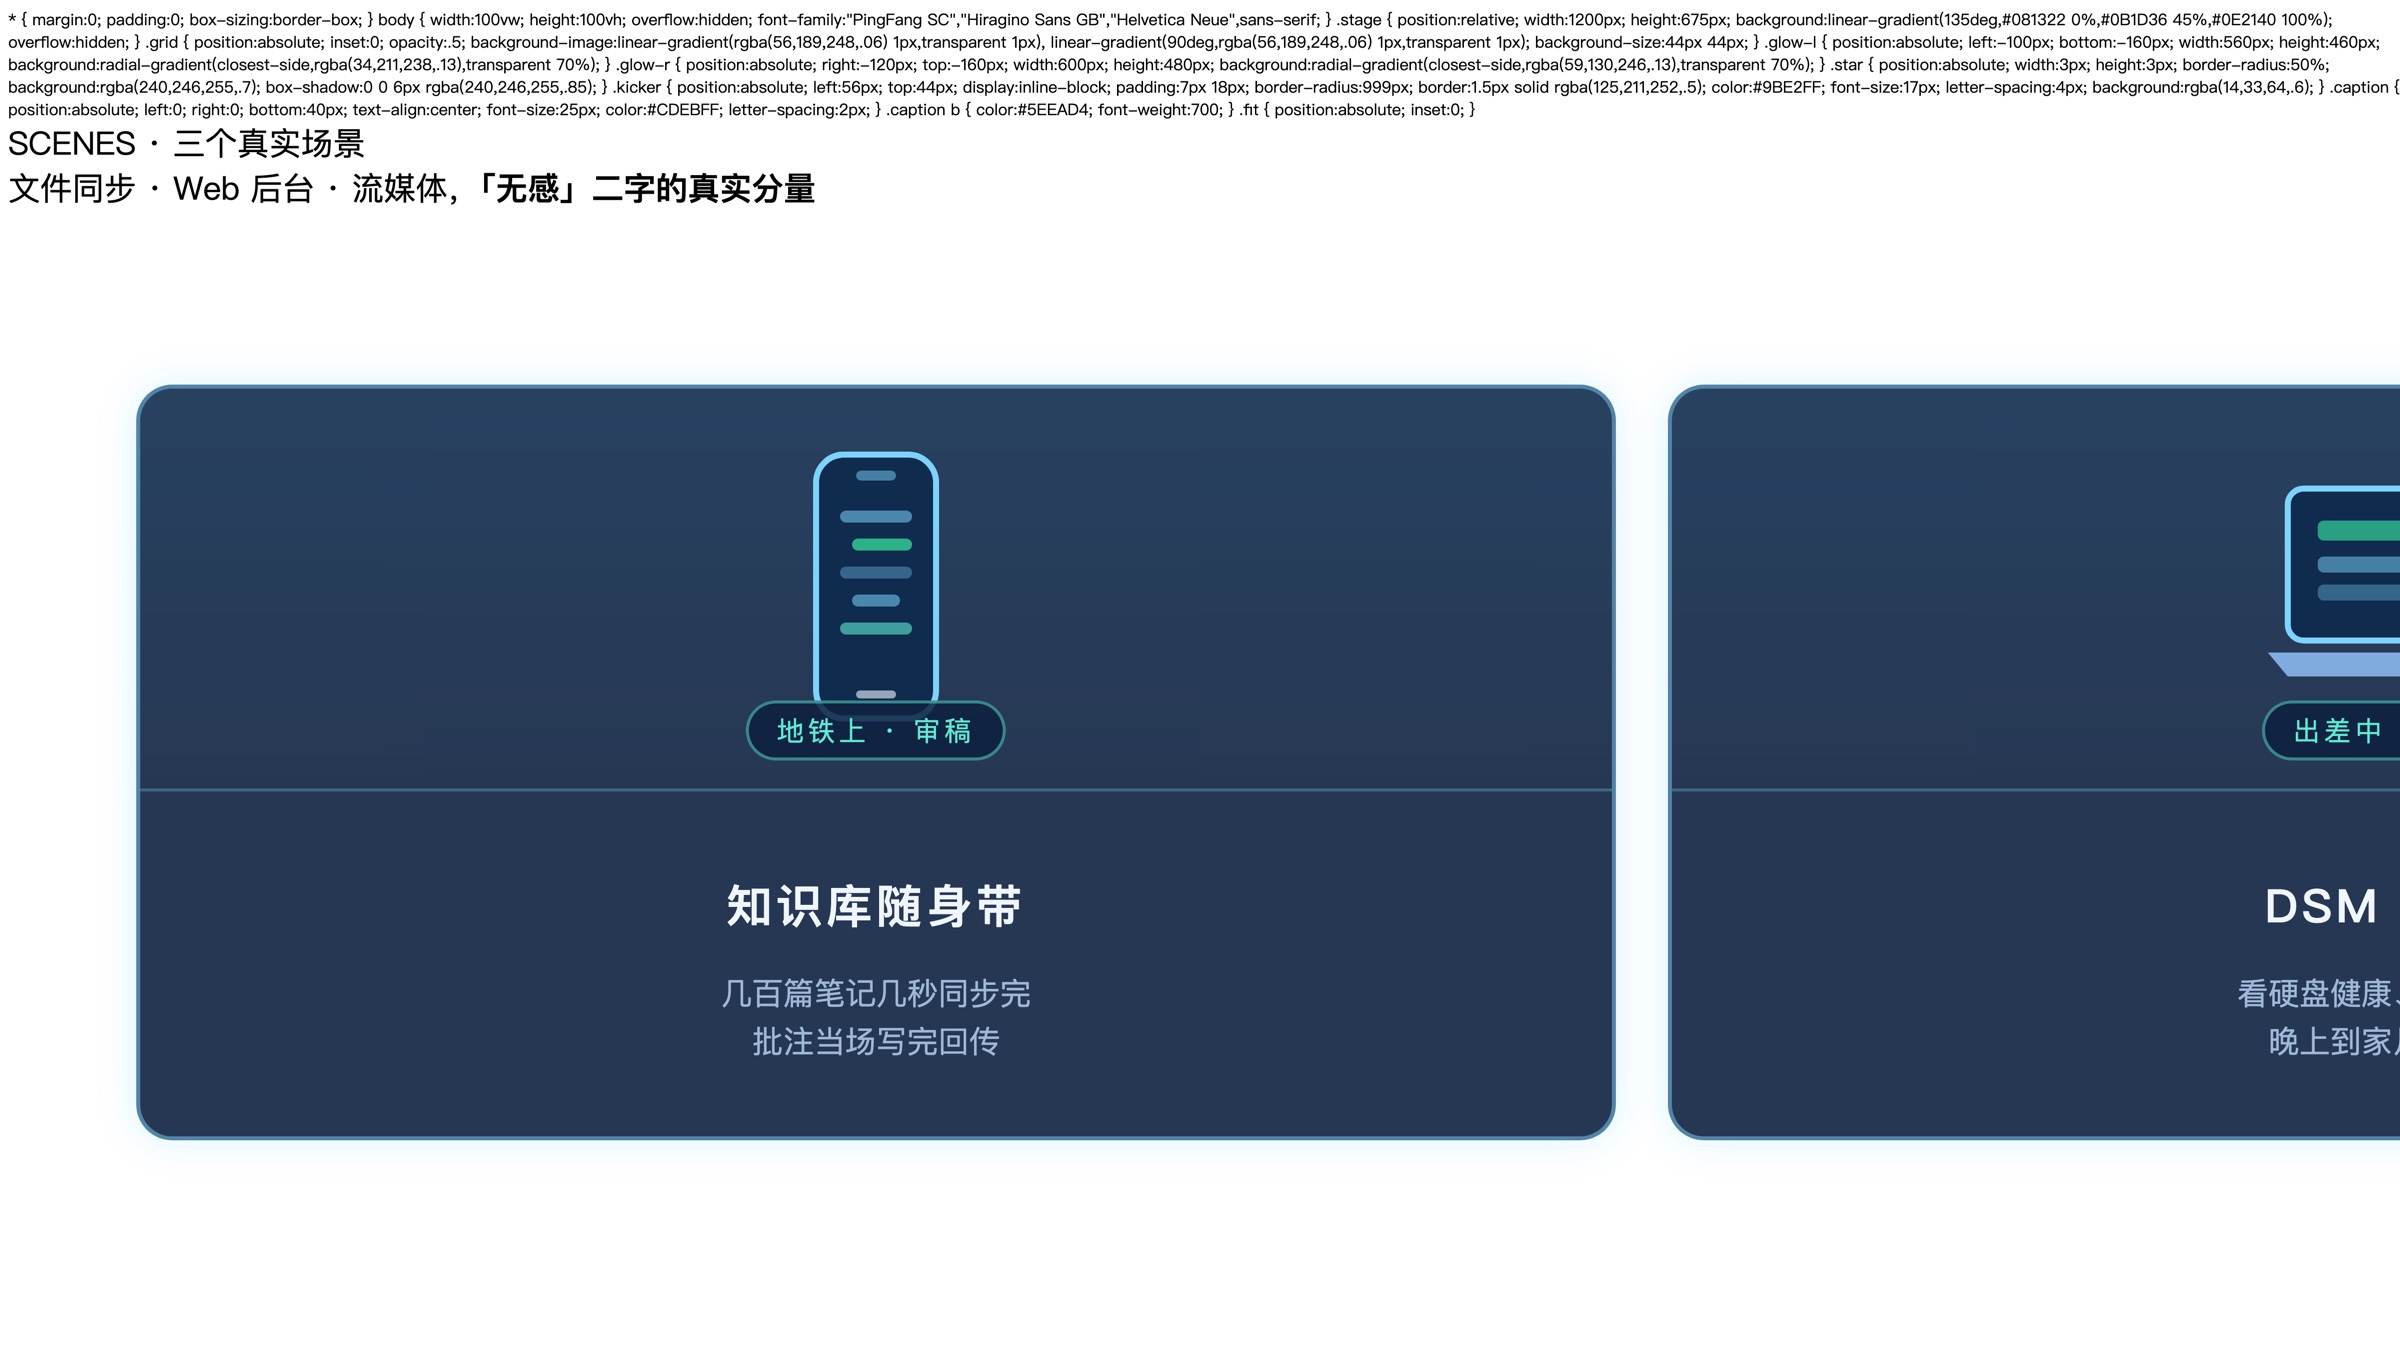 * { margin:0; padding:0; box-sizing:border-box; } body { width:100vw; height:100vh; overflow:hidden; font-family:"PingFang SC","Hiragino Sans GB","Helvetica Neue",sans-serif; } .stage { position:relative; width:1200px; height:675px; background:linear-gradient(135deg,#081322 0%,#0B1D36 45%,#0E2140 100%);
overflow:hidden; } .grid { position:absolute; inset:0; opacity:.5; background-image:linear-gradient(rgba(56,189,248,.06) 1px,transparent 1px), linear-gradient(90deg,rgba(56,189,248,.06) 1px,transparent 1px); background-size:44px 44px; } .glow-l { position:absolute; left:-100px; bottom:-160px; width:560px; height:460px;
background:radial-gradient(closest-side,rgba(34,211,238,.13),transparent 70%); } .glow-r { position:absolute; right:-120px; top:-160px; width:600px; height:480px; background:radial-gradient(closest-side,rgba(59,130,246,.13),transparent 70%); } .star { position:absolute; width:3px; height:3px; border-radius:50%;
background:rgba(240,246,255,.7); box-shadow:0 0 6px rgba(240,246,255,.85); } .kicker { position:absolute; left:56px; top:44px; display:inline-block; padding:7px 18px; border-radius:999px; border:1.5px solid rgba(125,211,252,.5); color:#9BE2FF; font-size:17px; letter-spacing:4px; background:rgba(14,33,64,.6); } .caption {
position:absolute; left:0; right:0; bottom:40px; text-align:center; font-size:25px; color:#CDEBFF; letter-spacing:2px; } .caption b { color:#5EEAD4; font-weight:700; } .fit { position:absolute; inset:0; }
SCENES · 三个真实场景
文件同步 · Web 后台 · 流媒体，「无感」二字的真实分量
地铁上 · 审稿
知识库随身带
几百篇笔记几秒同步完
批注当场写完回传
出差中
DSM
看硬盘健康、
晚上到家